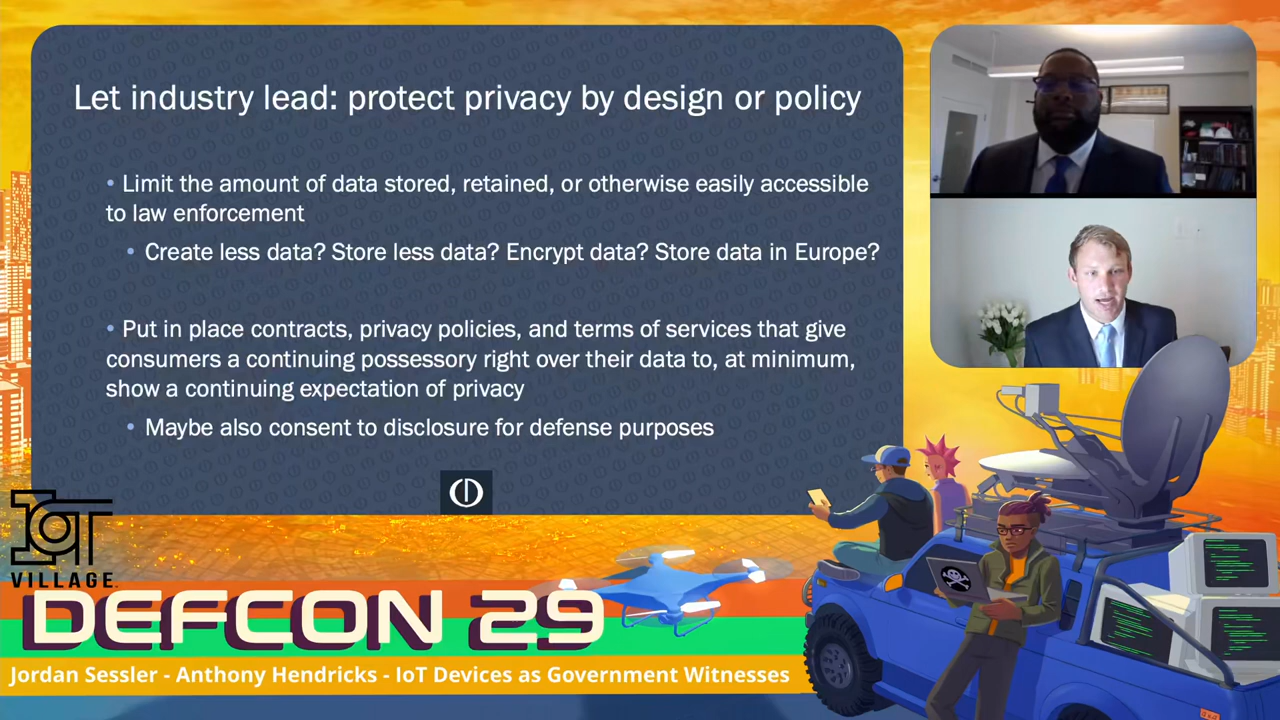 Let industry lead: protect privacy by design or policy
• Limit the amount of data stored, retained, or otherwise easily accessible
to law enforcement
• Create less data? Store less data? Encrypt data? Store data in Europe?
• Put in place contracts, privacy policies, and terms of services that give
consumers a continuing possessory right over their data to, at minimum,
show a continuing expectation of privacy
• Maybe also consent to disclosure for defense purposes
IoT
VILLAGE
DEFCON 29
Jordan Sessler - Anthony Hendricks - IoT Devices as Government Witnesses